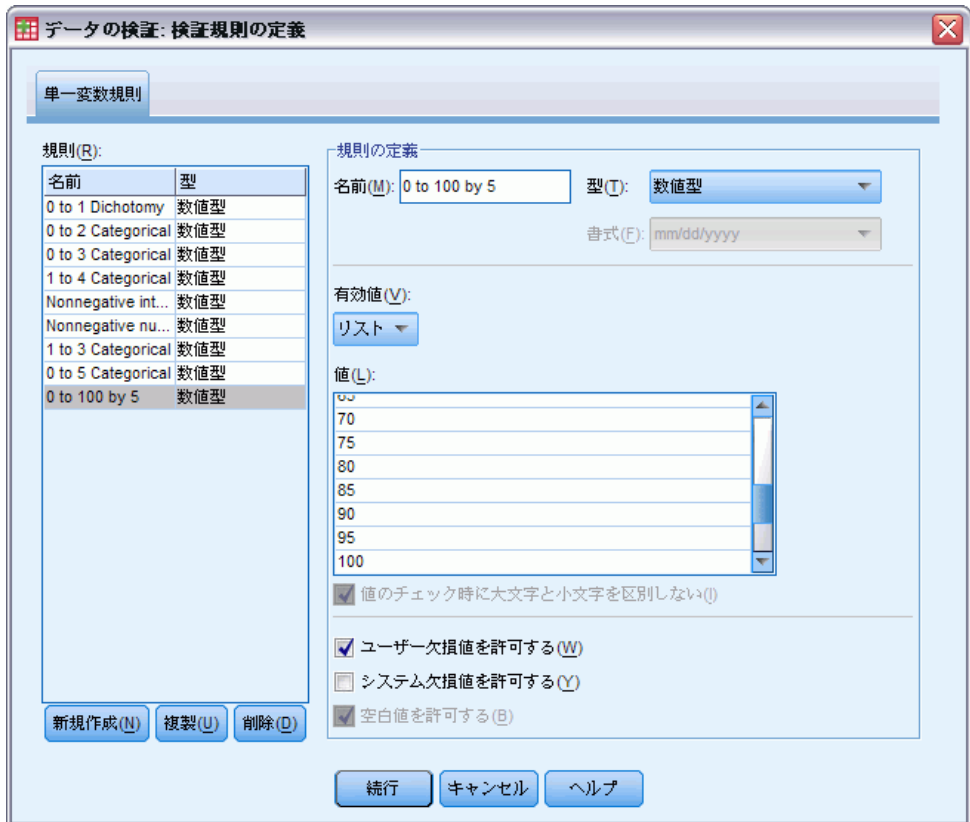 データの検証: 検証規則の定義
単一変数規則
規則(R):
名前 型
0 to 1 Dichotomy 数値型
0 to 2 Categorical 数値型
0 to 3 Categorical 数値型
1 to 4 Categorical 数値型
Nonnegative int... 数値型
Nonnegative nu... 数値型
1 to 3 Categorical 数値型
0 to 5 Categorical 数値型
0 to 100 by 5 数値型
新規作成(N) 複製(U) 削除(D)
規則の定義
名前(M): 0 to 100 by 5 型(T): 数値型
書式(F): mm/dd/yyyy
有効値(V):
リスト
値(L):
70
75
80
85
90
95
100
値のチェック時に大文字と小文字を区別しない(I)
ユーザー欠損値を許可する(W)
システム欠損値を許可する(Y)
空白値を許可する(B)
続行 キャンセル ヘルプ